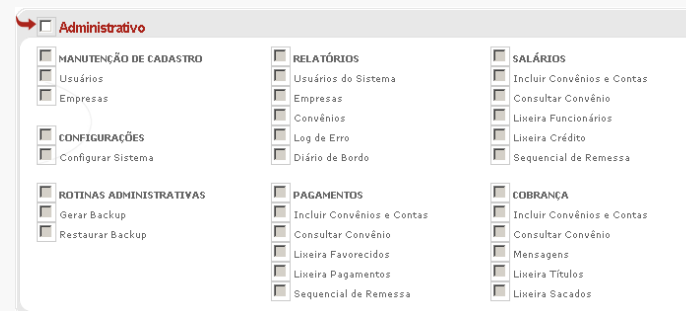 Administrativo
MANUTENÇÃO DE CADASTRO
Usuários
Empresas
CONFIGURAÇÕES
Configurar Sistema
ROTINAS ADMINISTRATIVAS
Gerar Backup
Restaurar Backup
RELATÓRIOS
Usuários do Sistema
Empresas
Convênios
Log de Erro
Diário de Bordo
PAGAMENTOS
Incluir Convênios e Contas
Consultar Convênio
Lixeira Favorecidos
Lixeira Pagamentos
Sequencial de Remessa
SALÁRIOS
Incluir Convênios e Contas
Consultar Convênio
Lixeira Funcionários
Lixeira Crédito
Sequencial de Remessa
COBRANÇA
Incluir Convênios e Contas
Consultar Convênio
Mensagens
Lixeira Títulos
Lixeira Sacados